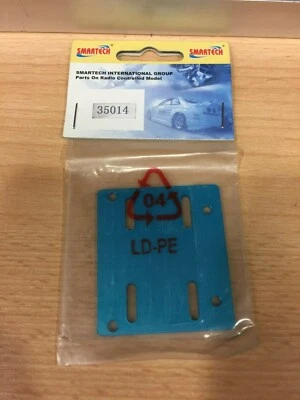 SMARTECH SMARTECH
SMARTECH INTERNATIONAL GROUP
Parts On Radio Controlled Model
35014
04
LD-PE